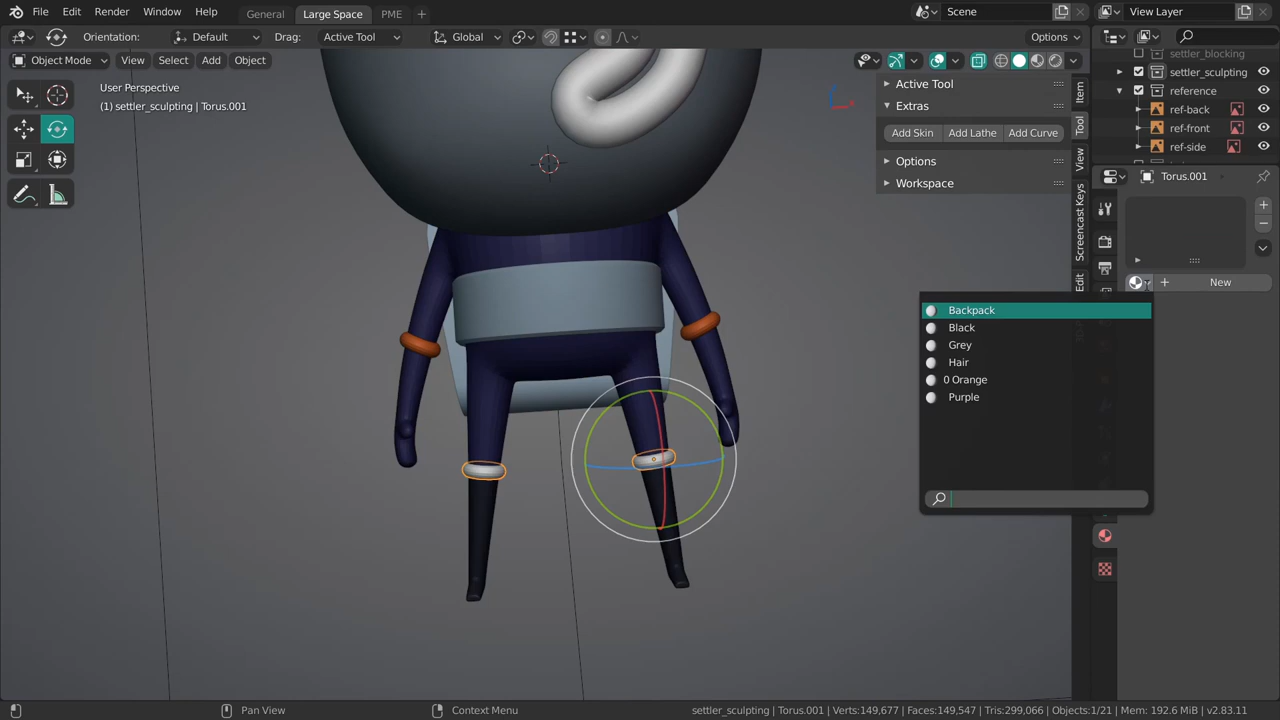 File Edit Render Window Help General Large Space PME Scene View Layer
Orientation: Default Drag: Active Tool Global Options
Object Mode View Select Add Object
settler_blocking
settler_sculpting
reference
ref-back
ref-front
ref-side
User Perspective
(1) settler_sculpting | Torus.001
Active Tool
Extras
Add Skin Add Lathe Add Curve
Options
Workspace
Item
Tool
View
Screencast Keys
Edit
Torus.001
New
Backpack
Black
Grey
Hair
0 Orange
Purple
Pan View Context Menu settler_sculpting | Torus.001 | Verts:149,677 | Faces:149,547 | Tris:299,066 | Objects:1/21 | Mem: 192.6 MiB | v2.83.11